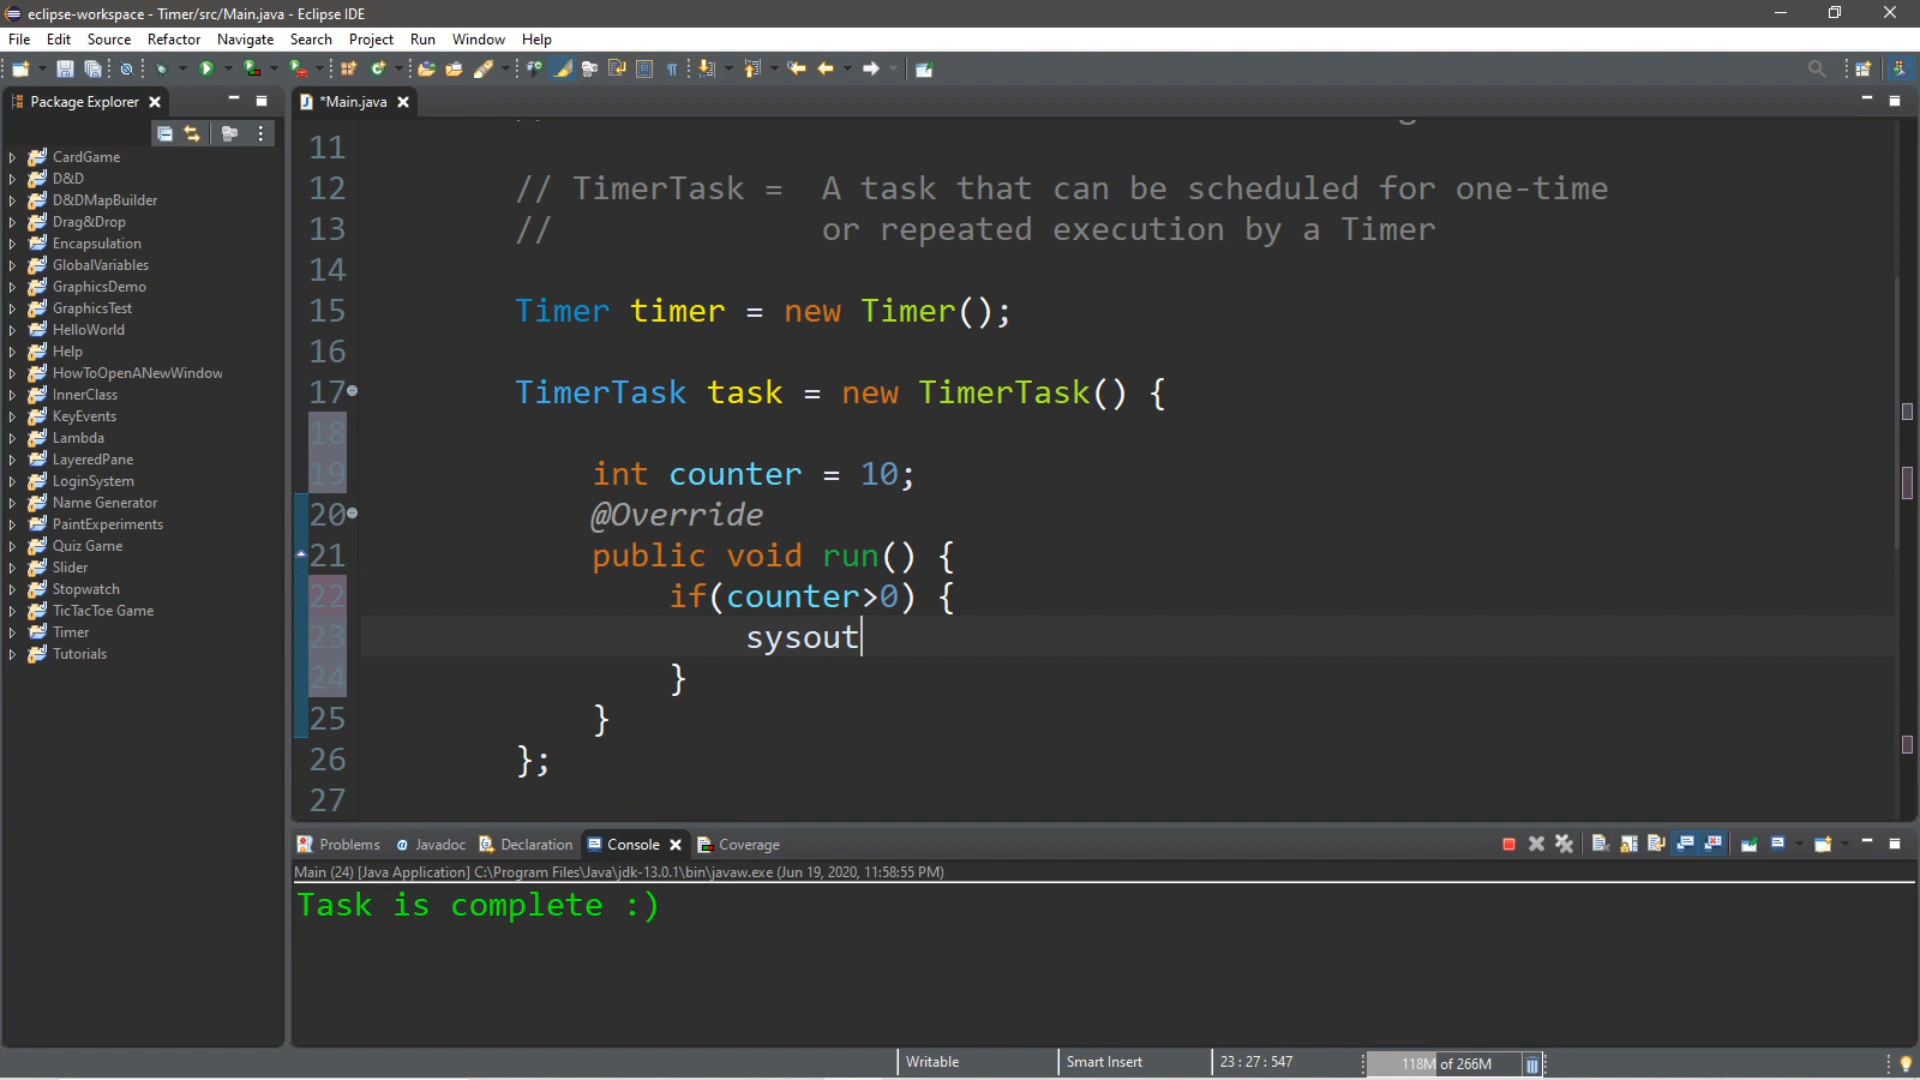 eclipse-workspace - Timer/src/Main.java - Eclipse IDE
File Edit Source Refactor Navigate Search Project Run Window Help
Package Explorer
*Main.java
CardGame
D&D
D&DMapBuilder
Drag&Drop
Encapsulation
GlobalVariables
GraphicsDemo
GraphicsTest
HelloWorld
Help
HowToOpenANewWindow
InnerClass
KeyEvents
Lambda
LayeredPane
LoginSystem
Name Generator
PaintExperiments
Quiz Game
Slider
Stopwatch
TicTacToe Game
Timer
Tutorials
11
12 // TimerTask = A task that can be scheduled for one-time
13 // or repeated execution by a Timer
14
15 Timer timer = new Timer();
16
17 TimerTask task = new TimerTask() {
18
19 int counter = 10;
20 @Override
21 public void run() {
22 if(counter>0) {
23 sysout
24 }
25 }
26 };
27
Problems Javadoc Declaration Console Coverage
Main (24) [Java Application] C:\Program Files\Java\jdk-13.0.1\bin\javaw.exe (Jun 19, 2020, 11:58:55 PM)
Task is complete :)
Writable Smart Insert 23 : 27 : 547 118M of 266M